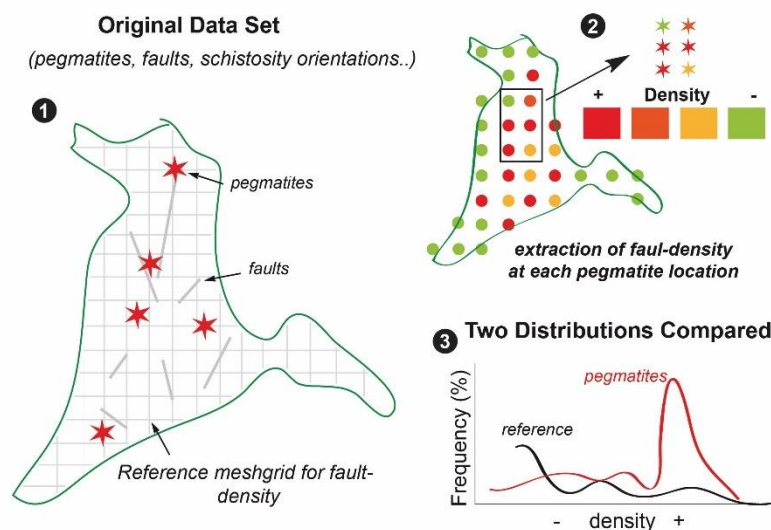 Original Data Set
(pegmatites, faults, schistosity orientations..)
1
pegmatites
faults
Reference meshgrid for fault-
density
2
+ Density -
extraction of faul-density
at each pegmatite location
3 Two Distributions Compared
pegmatites
reference
Frequency (%)
- density +